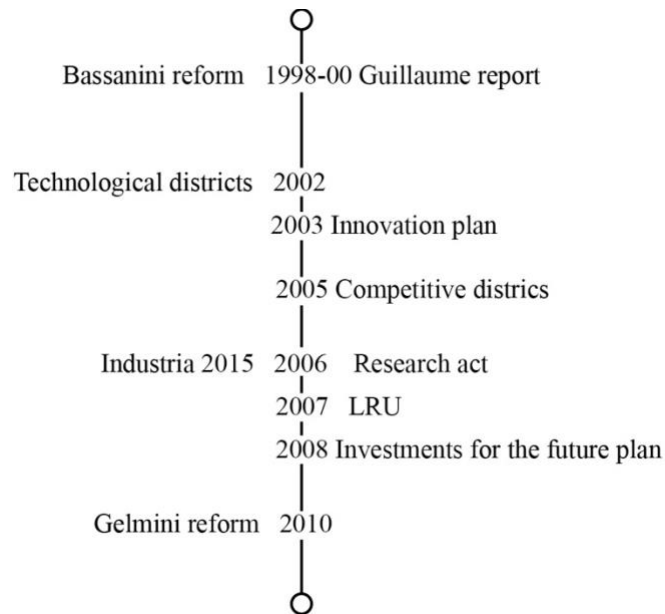 Bassanini reform 1998-00 Guillaume report
Technological districts 2002
2003 Innovation plan
2005 Competitive districs
Industria 2015 2006 Research act
2007 LRU
2008 Investments for the future plan
Gelmini reform 2010